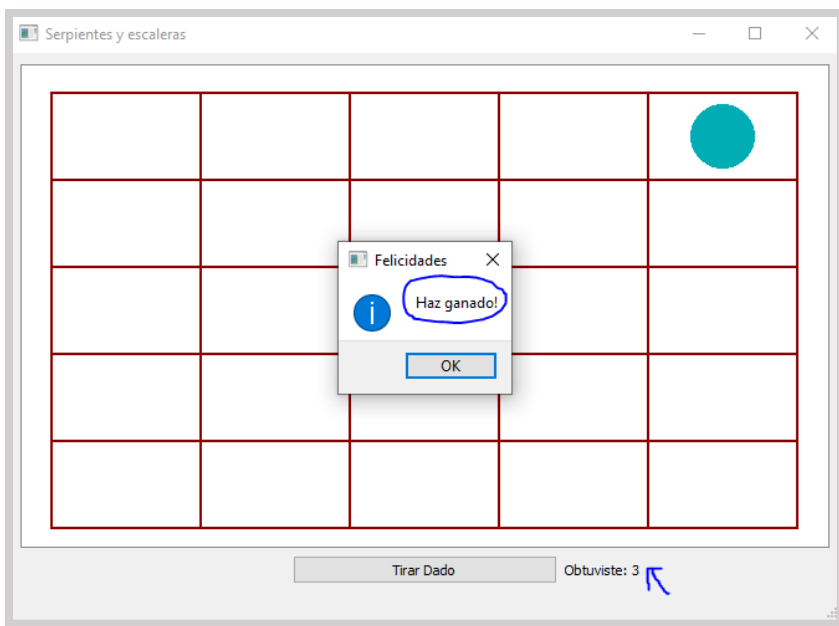 Serpientes y escaleras
Felicidades
Haz ganado!
OK
Tirar Dado
Obtuviste: 3